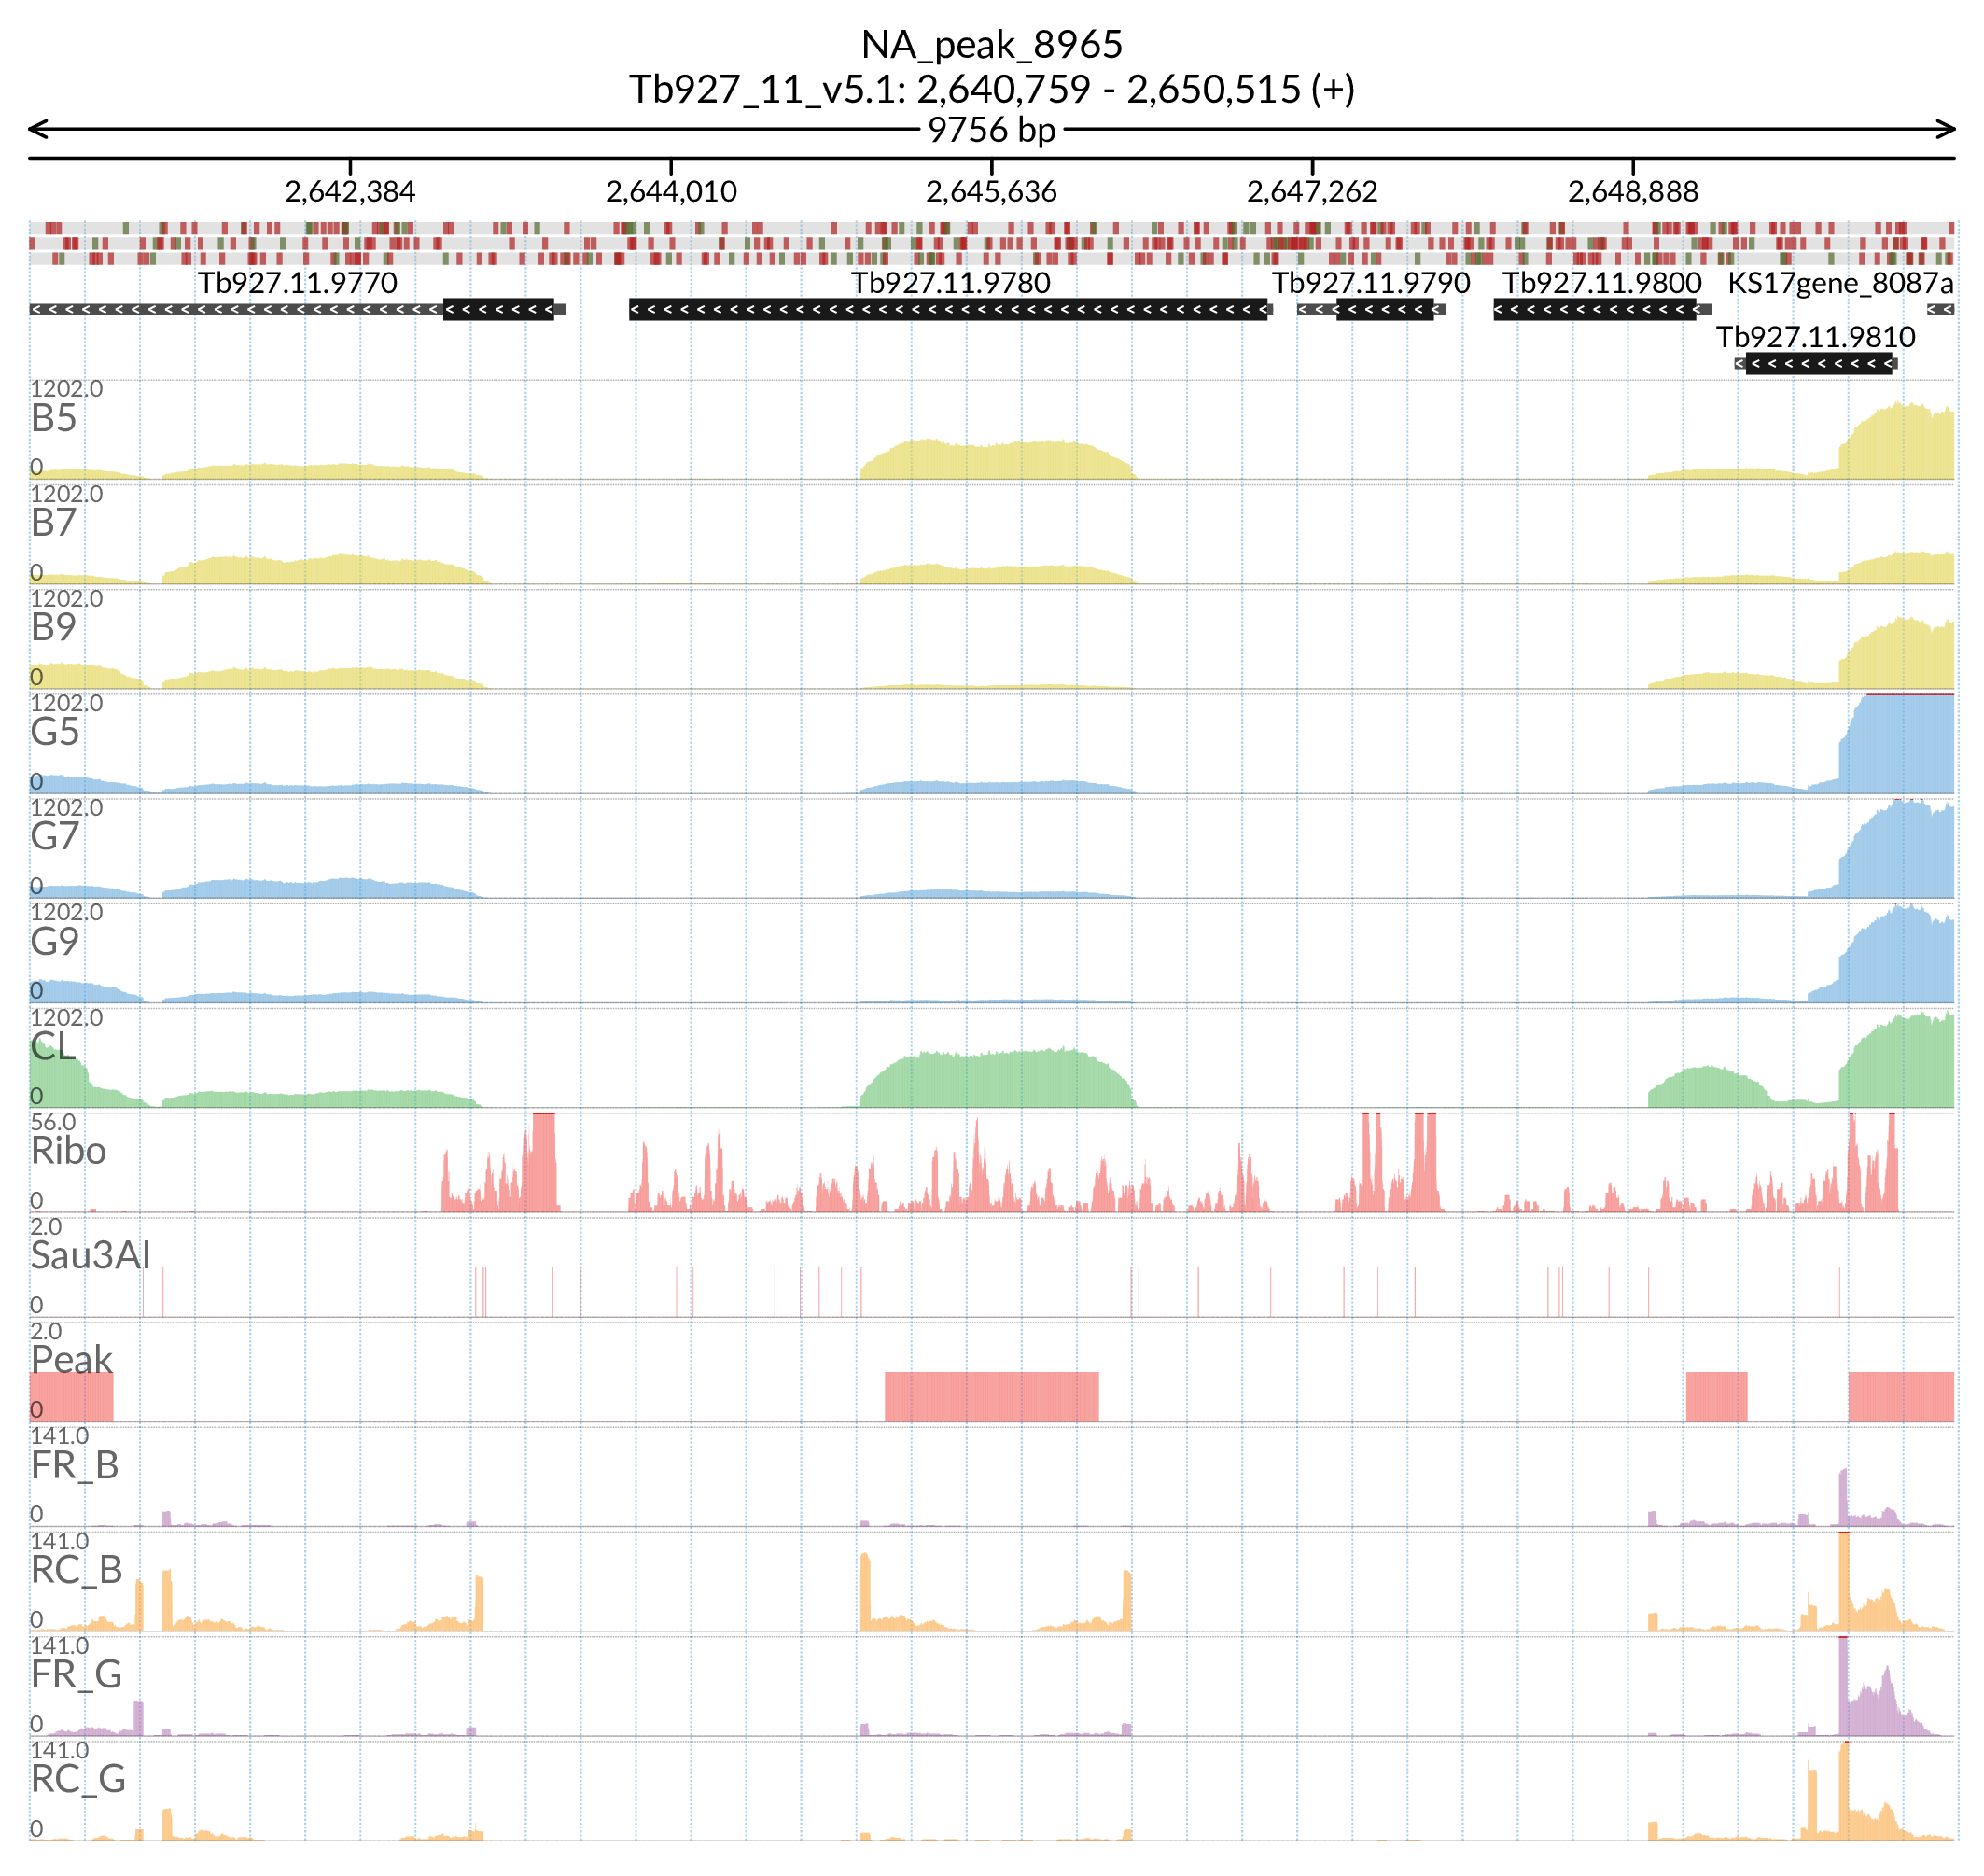 NA_peak_8965
Tb927_11_v5.1: 2,640,759 - 2,650,515 (+)
9756 bp
2,642,384 2,644,010 2,645,636 2,647,262 2,648,888
Tb927.11.9770 Tb927.11.9780 Tb927.11.9790 Tb927.11.9800 KS17gene_8087a
Tb927.11.9810
1202.0
B5
0
1202.0
B7
0
1202.0
B9
0
1202.0
G5
0
1202.0
G7
0
1202.0
G9
0
1202.0
CL
0
56.0
Ribo
0
2.0
Sau3AI
0
2.0
Peak
0
141.0
FR_B
0
141.0
RC_B
0
141.0
FR_G
0
141.0
RC_G
0